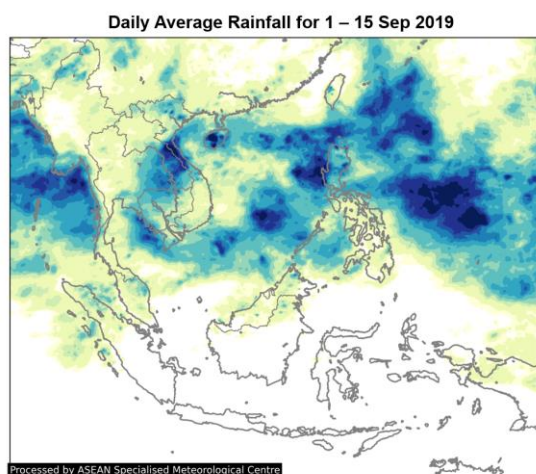 Daily Average Rainfall for 1 – 15 Sep 2019
Processed by ASEAN Specialised Meteorological Centre